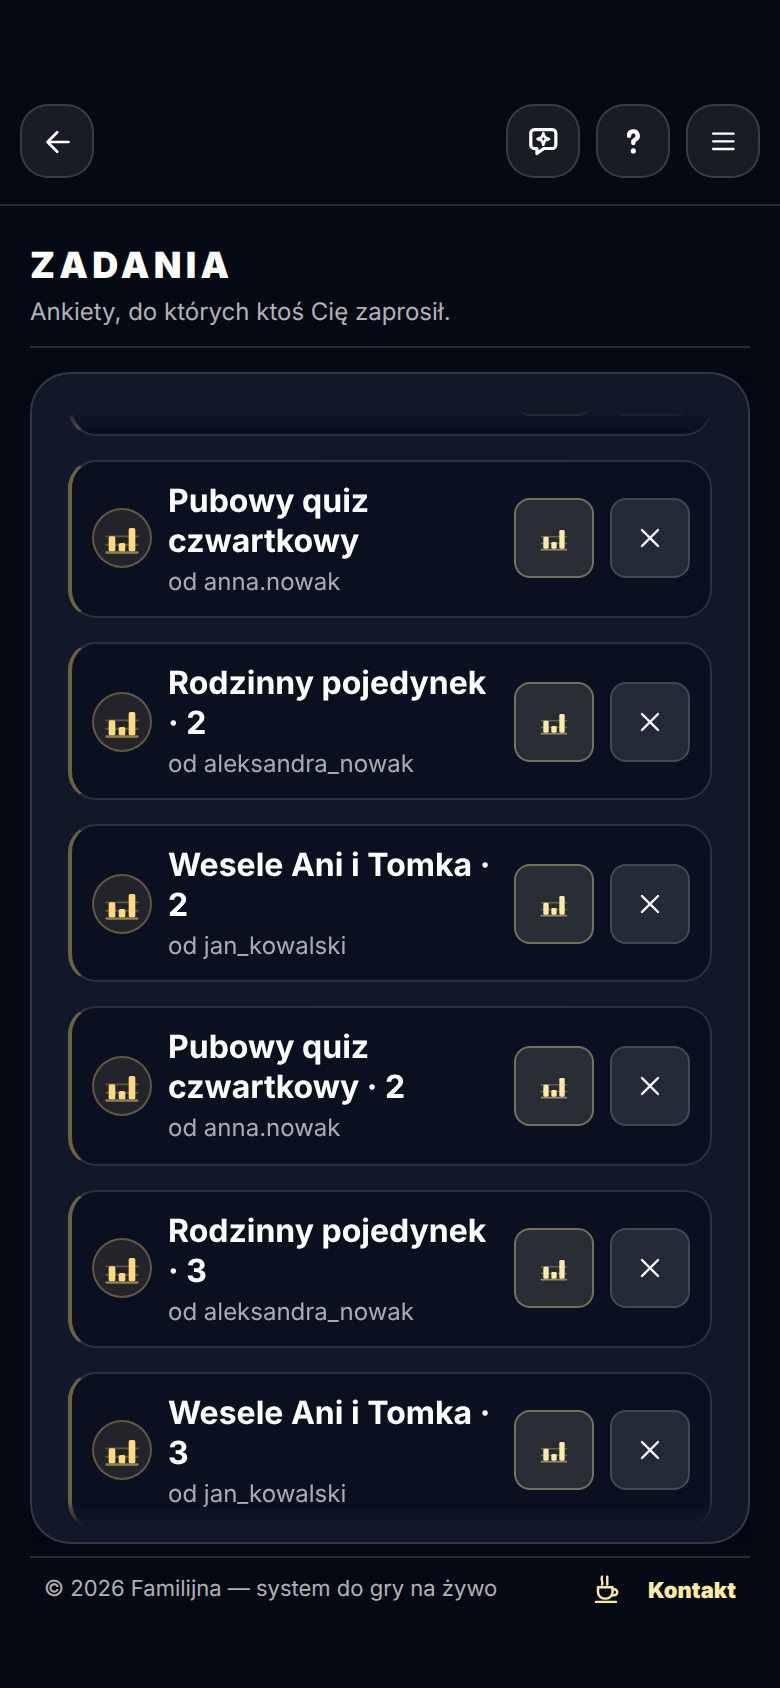 ZADANIA
Ankiety, do których ktoś Cię zaprosił.
Pubowy quiz
czwartkowy
od anna.nowak
Rodzinny pojedynek
· 2
od aleksandra_nowak
Wesele Ani i Tomka ·
2
od jan_kowalski
Pubowy quiz
czwartkowy · 2
od anna.nowak
Rodzinny pojedynek
· 3
od aleksandra_nowak
Wesele Ani i Tomka ·
3
od jan_kowalski
© 2026 Familijna — system do gry na żywo
Kontakt